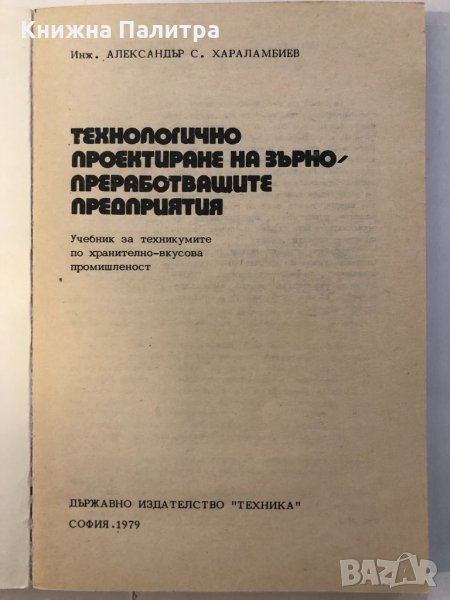 Книжна Палитра
Инж. АЛЕКСАНДЪР С. ХАРАЛАМБИЕВ
ТЕХНОЛОГИЧНО
ПРОЕКТИРАНЕ НА ЗЪРНО-
ПРЕРАБОТВАЩИТЕ
ПРЕДПРИЯТИЯ
Учебник за техникумите
по хранително-вкусова
промишленост
ДЪРЖАВНО ИЗДАТЕЛСТВО "ТЕХНИКА"
СОФИЯ.1979
BAZAR